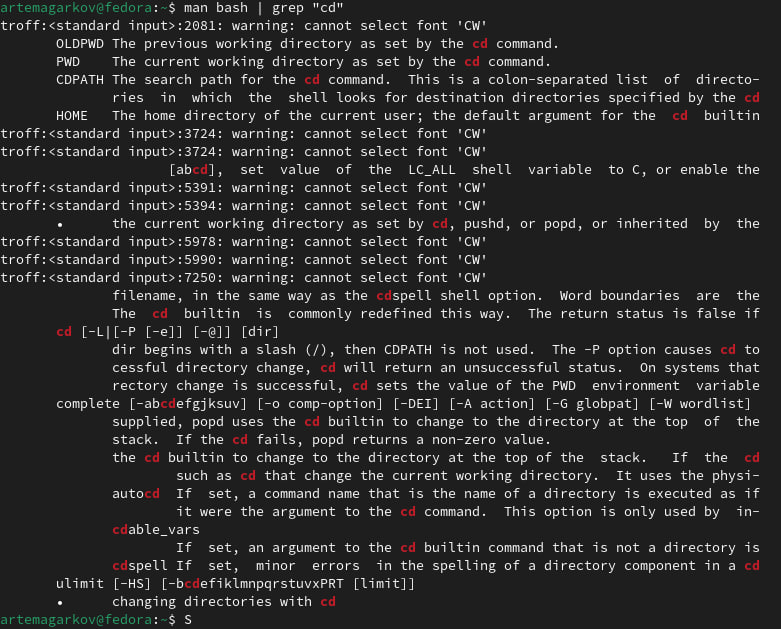 artemagarkov@fedora:~$ man bash | grep "cd"
troff:<standard input>:2081: warning: cannot select font 'CW'
OLDPWD The previous working directory as set by the cd command.
PWD    The current working directory as set by the cd command.
CDPATH The search path for the cd command.  This is a colon-separated list  of  directo-
ries  in  which  the  shell looks for destination directories specified by the cd
HOME   The home directory of the current user; the default argument for the  cd  builtin
troff:<standard input>:3724: warning: cannot select font 'CW'
troff:<standard input>:3724: warning: cannot select font 'CW'
[abcd],  set  value  of  the  LC_ALL  shell  variable  to C, or enable the
troff:<standard input>:5391: warning: cannot select font 'CW'
troff:<standard input>:5394: warning: cannot select font 'CW'
•      the current working directory as set by cd, pushd, or popd, or inherited  by  the
troff:<standard input>:5978: warning: cannot select font 'CW'
troff:<standard input>:5990: warning: cannot select font 'CW'
troff:<standard input>:7250: warning: cannot select font 'CW'
filename, in the same way as the cdspell shell option.  Word boundaries  are  the
The  cd  builtin  is  commonly redefined this way.  The return status is false if
cd [-L|[-P [-e]] [-@]] [dir]
dir begins with a slash (/), then CDPATH is not used.  The -P option causes cd to
cessful directory change, cd will return an unsuccessful status.  On systems that
rectory change is successful, cd sets the value of the PWD  environment  variable
complete [-abcdefgjksuv] [-o comp-option] [-DEI] [-A action] [-G globpat] [-W wordlist]
supplied, popd uses the cd builtin to change to the directory at the top  of  the
stack.  If the cd fails, popd returns a non-zero value.
the cd builtin to change to the directory at the top of the  stack.   If  the  cd
such as cd that change the current working directory.  It uses the physi-
autocd  If  set, a command name that is the name of a directory is executed as if
it were the argument to the cd command.  This option is only used by  in-
cdable_vars
If  set, an argument to the cd builtin command that is not a directory is
cdspell If  set,  minor  errors  in the spelling of a directory component in a cd
ulimit [-HS] [-bcdefiklmnpqrstuvxPRT [limit]]
•      changing directories with cd
artemagarkov@fedora:~$ S